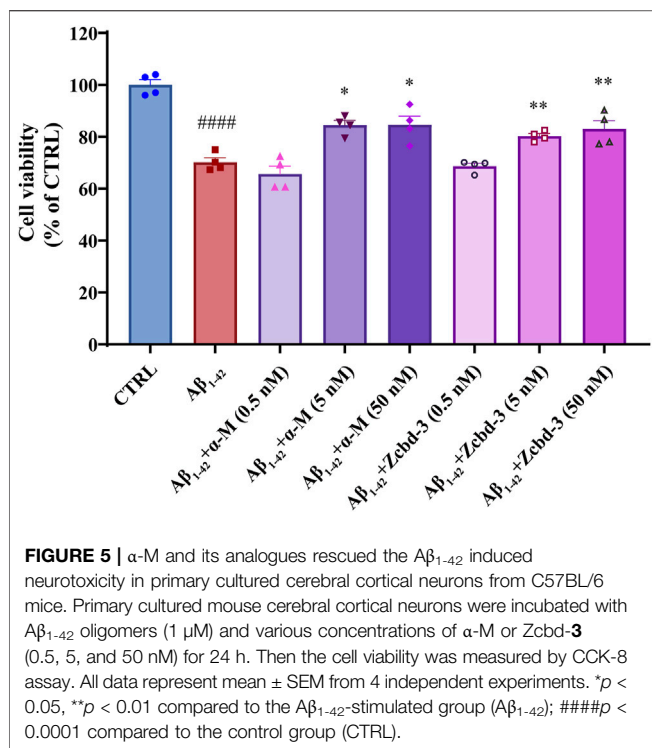 120
100
80
60
40
20
0
Cell viability
(% of CTRL)
####
*
*
**
**
CTRL
Aβ1-42
Aβ1-42+α-M (0.5 nM)
Aβ1-42+α-M (5 nM)
Aβ1-42+α-M (50 nM)
Aβ1-42+Zcbd-3 (0.5 nM)
Aβ1-42+Zcbd-3 (5 nM)
Aβ1-42+Zcbd-3 (50 nM)
FIGURE 5 | α-M and its analogues rescued the Aβ1-42 induced
neurotoxicity in primary cultured cerebral cortical neurons from C57BL/6
mice. Primary cultured mouse cerebral cortical neurons were incubated with
Aβ1-42 oligomers (1 μM) and various concentrations of α-M or Zcbd-3
(0.5, 5, and 50 nM) for 24 h. Then the cell viability was measured by CCK-8
assay. All data represent mean ± SEM from 4 independent experiments. *p <
0.05, **p < 0.01 compared to the Aβ1-42-stimulated group (Aβ1-42); ####p <
0.0001 compared to the control group (CTRL).